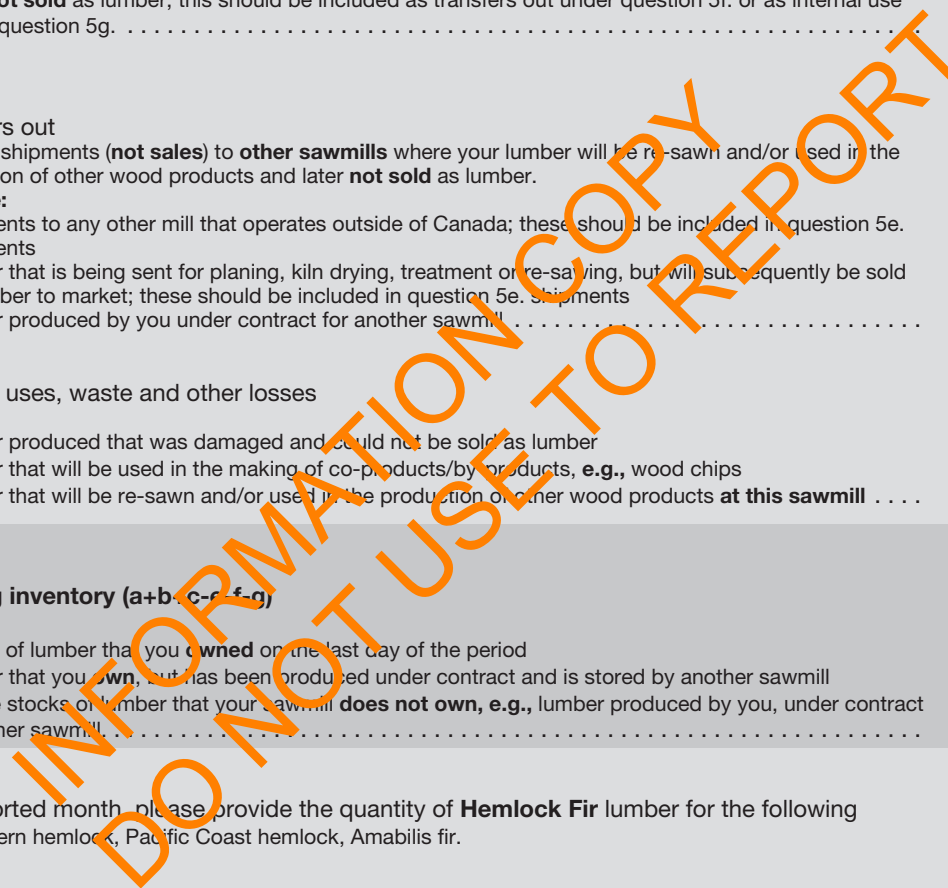 not sold as lumber, this should be included as transfers out under question 5f. or as internal use
question 5g. . . . . . . . . . . . . . . . . . . . . . . . . . . . . . . . . . . . . . . . . . . . . . . . . . . . . . . . . . . . .
rs out
shipments (not sales) to other sawmills where your lumber will be re-sawn and/or used in the
on of other wood products and later not sold as lumber.
e:
ents to any other mill that operates outside of Canada; these should be included in question 5e.
ents
r that is being sent for planing, kiln drying, treatment or re-sawing, but will subsequently be sold
ber to market; these should be included in question 5e. shipments
r produced by you under contract for another sawmill . . . . . . . . . . . . . . . . . . . . . . . . . . . . . . . .
uses, waste and other losses
r produced that was damaged and could not be sold as lumber
r that will be used in the making of co-products/by-products, e.g., wood chips
r that will be re-sawn and/or used in the production of other wood products at this sawmill . . . .
g inventory (a+b+c-e-f-g)
of lumber that you owned on the last day of the period
r that you own, but has been produced under contract and is stored by another sawmill
e stocks of lumber that your sawmill does not own, e.g., lumber produced by you, under contract
her sawmill. . . . . . . . . . . . . . . . . . . . . . . . . . . . . . . . . . . . . . . . . . . . . . . . . . . . . . . . . . . . . .
orted month, please provide the quantity of Hemlock Fir lumber for the following
ern hemlock, Pacific Coast hemlock, Amabilis fir.
INFORMATION COPY
DO NOT USE TO REPORT